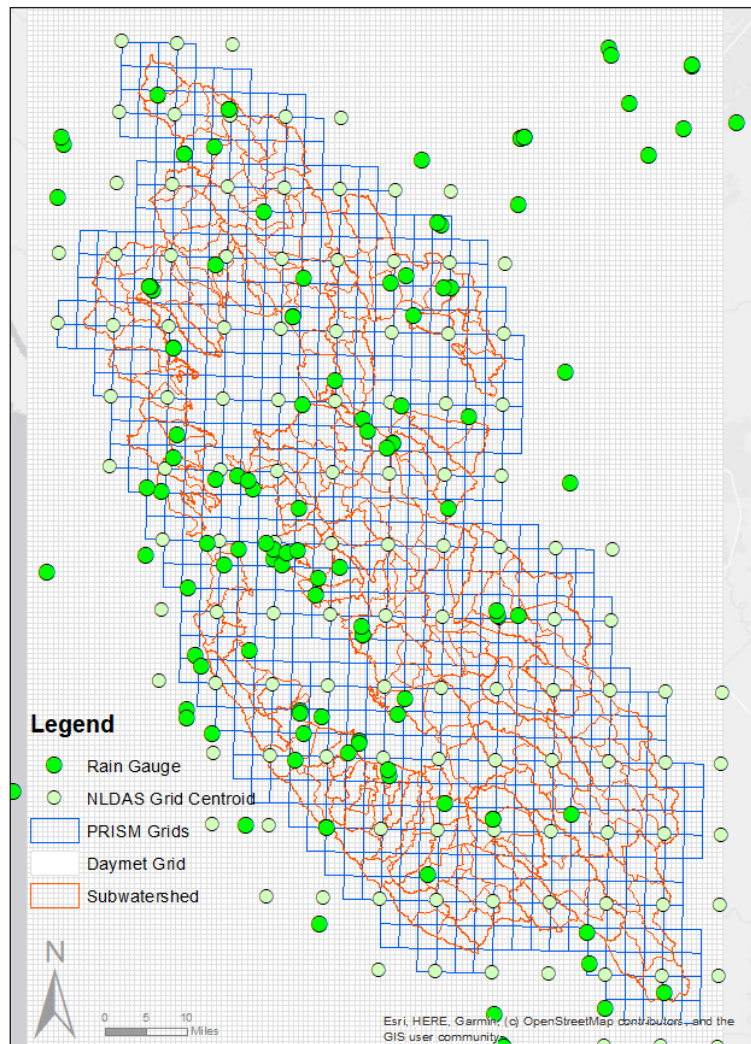 Legend
Rain Gauge
NLDAS Grid Centroid
PRISM Grids
Daymet Grid
Subwatershed
N
0 5 10
Miles
Esri, HERE, Garmin, (c) OpenStreetMap contributors, and the
GIS user community